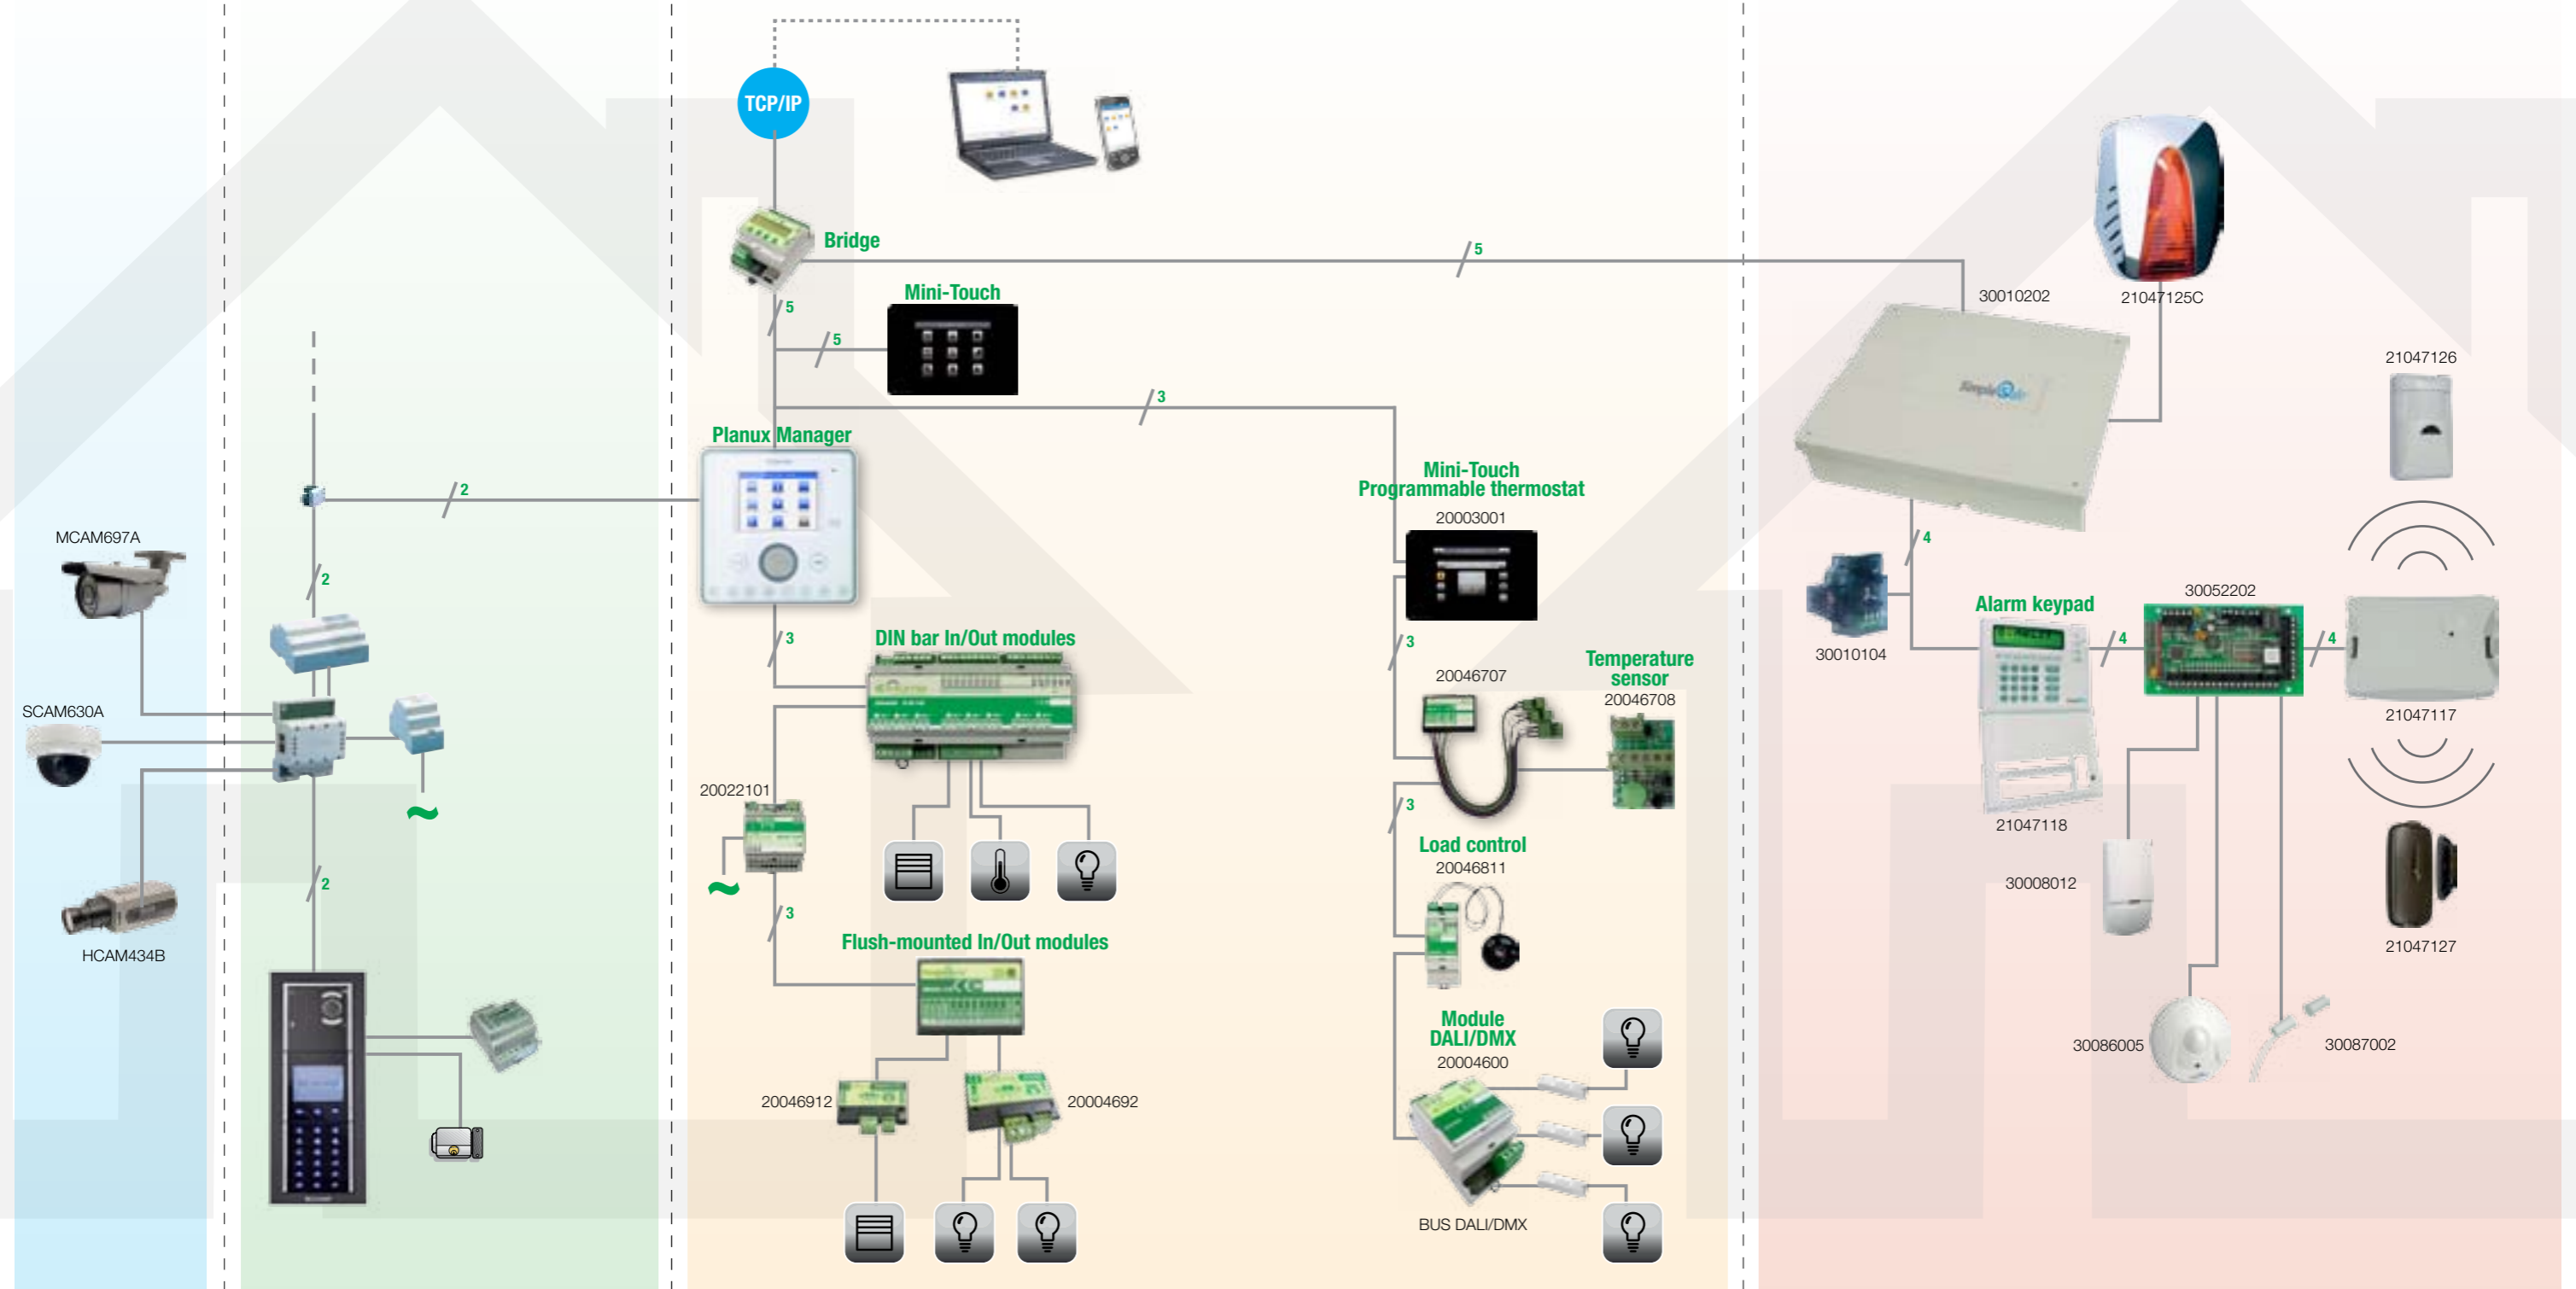 TCP/IP
Bridge
5
5
Mini-Touch
5
3
Planux Manager
2
2
MCAM697A
SCAM630A
HCAM434B
2
3
DIN bar In/Out modules
20022101
3
Flush-mounted In/Out modules
20046912
20004692
Mini-Touch
Programmable thermostat
20003001
3
20046707
Temperature
sensor
20046708
3
Load control
20046811
Module
DALI/DMX
20004600
BUS DALI/DMX
30010202
21047125C
21047126
4
30010104
Alarm keypad
4
30052202
4
21047117
21047118
30008012
21047127
30086005
30087002